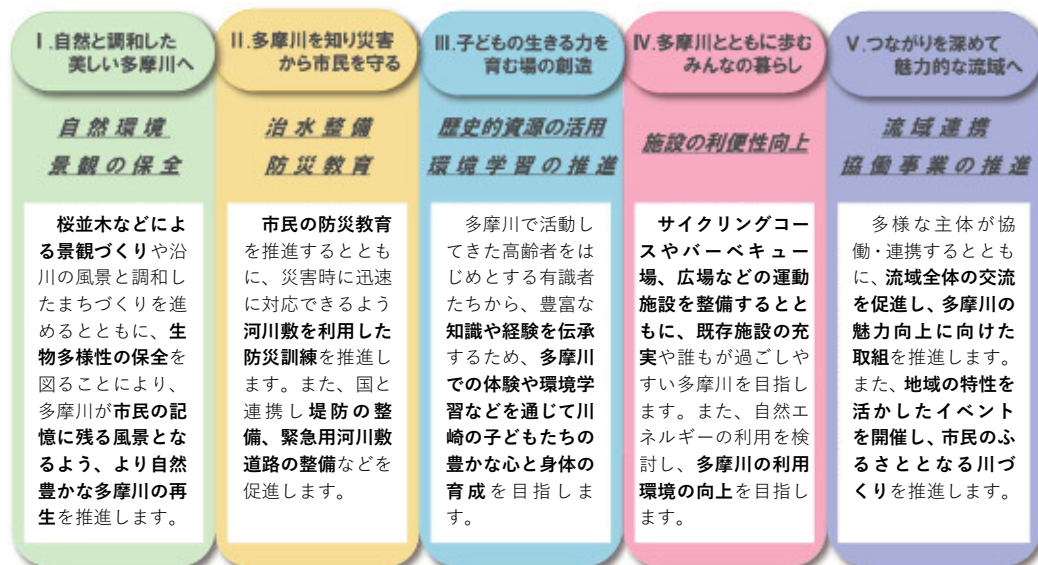 Ⅰ.自然と調和した
美しい多摩川へ
自然環境
景観の保全
桜並木などによ
る景観づくりや沿
川の風景と調和し
たまちづくりを進
めるとともに、生
物多様性の保全を
図ることにより、
多摩川が市民の記
憶に残る風景とな
るよう、より自然
豊かな多摩川の再
生を推進します。
Ⅱ.多摩川を知り災害
から市民を守る
治水整備
防災教育
市民の防災教育
を推進するととも
に、災害時に迅速
に対応できるよう
河川敷を利用した
防災訓練を推進し
ます。また、国と
連携し堤防の整
備、緊急用河川敷
道路の整備などを
促進します。
Ⅲ.子どもの生きる力を
育む場の創造
歴史的資源の活用
環境学習の推進
多摩川で活動し
てきた高齢者をは
じめとする有識者
たちから、豊富な
知識や経験を伝承
するため、多摩川
での体験や環境学
習などを通じて川
崎の子どもたちの
豊かな心と身体の
育成を目指しま
す。
Ⅳ.多摩川とともに歩む
みんなの暮らし
施設の利便性向上
サイクリングコー
スやバーベキュー
場、広場などの運動
施設を整備するとと
もに、既存施設の充
実や誰もが過ごしや
すい多摩川を目指し
ます。また、自然エ
ネルギーの利用を検
討し、多摩川の利用
環境の向上を目指し
ます。
Ⅴ.つながりを深めて
魅力的な流域へ
流域連携
協働事業の推進
多様な主体が協
働・連携するととも
に、流域全体の交流
を促進し、多摩川の
魅力向上に向けた
取組を推進します。
また、地域の特性を
活かしたイベント
を開催し、市民のふ
るさととなる川づ
くりを推進します。